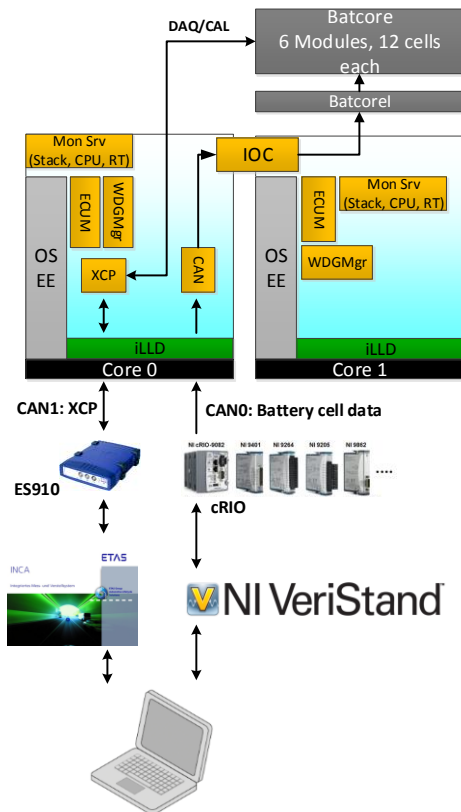 DAQ/CAL
Batcore
6 Modules, 12 cells
each
BatcoreI
Mon Srv
(Stack, CPU, RT)
IOC
OS
EE
ECUM
WDGMgr
XCP
CAN
iLLD
Core 0
ECUM
Mon Srv
(Stack, CPU, RT)
OS
EE
WDGMgr
iLLD
Core 1
CAN1: XCP
CAN0: Battery cell data
NI cRIO-9082
NI 9401
NI 9264
NI 9205
NI 9862
....
ES910
cRIO
INCA
ETAS
NI VeriStand